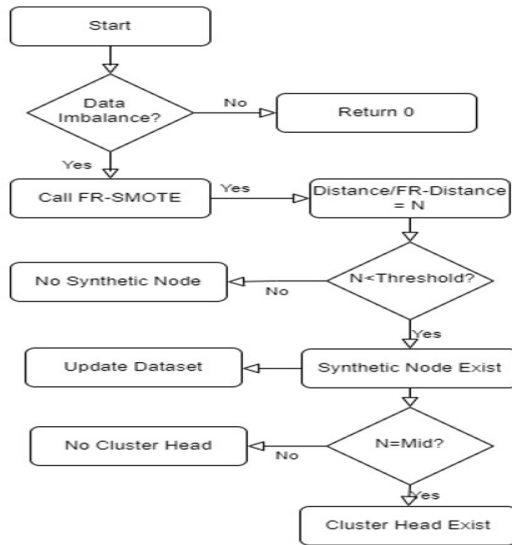 Start
Data
Imbalance?
No
Return 0
Yes
Call FR-SMOTE
Yes
Distance/FR-Distance
= N
No Synthetic Node
No
N<Threshold?
Yes
Update Dataset
Synthetic Node Exist
No Cluster Head
No
N=Mid?
Yes
Cluster Head Exist